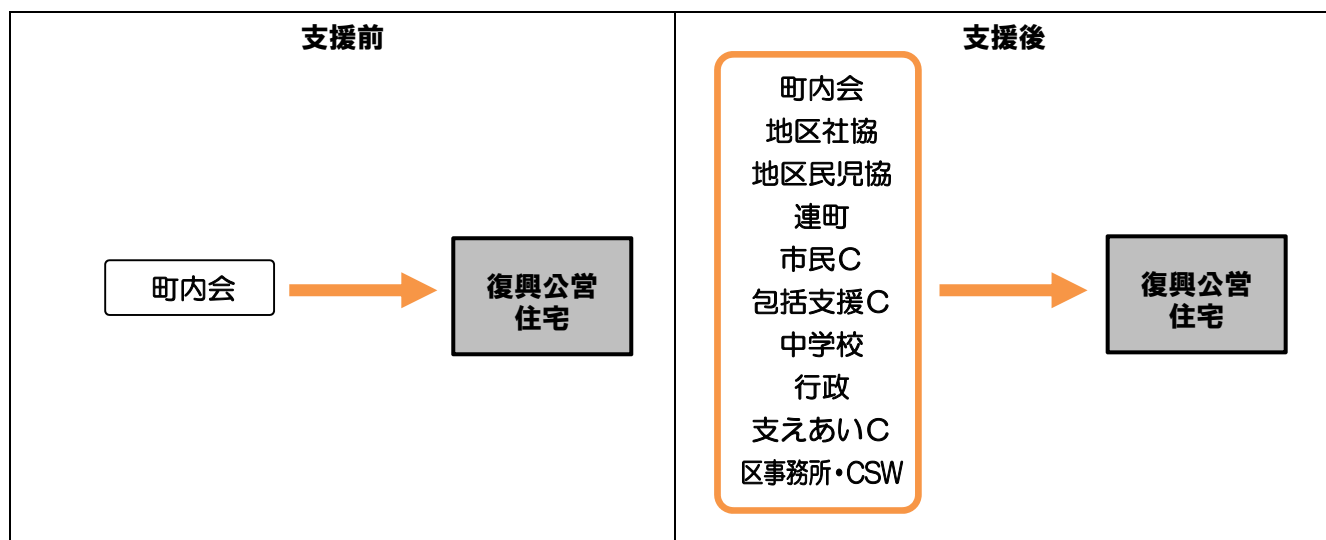 支援前
町内会
復興公営
住宅
支援後
町内会
地区社協
地区民児協
連町
市民C
包括支援C
中学校
行政
支えあいC
区事務所・CSW
復興公営
住宅